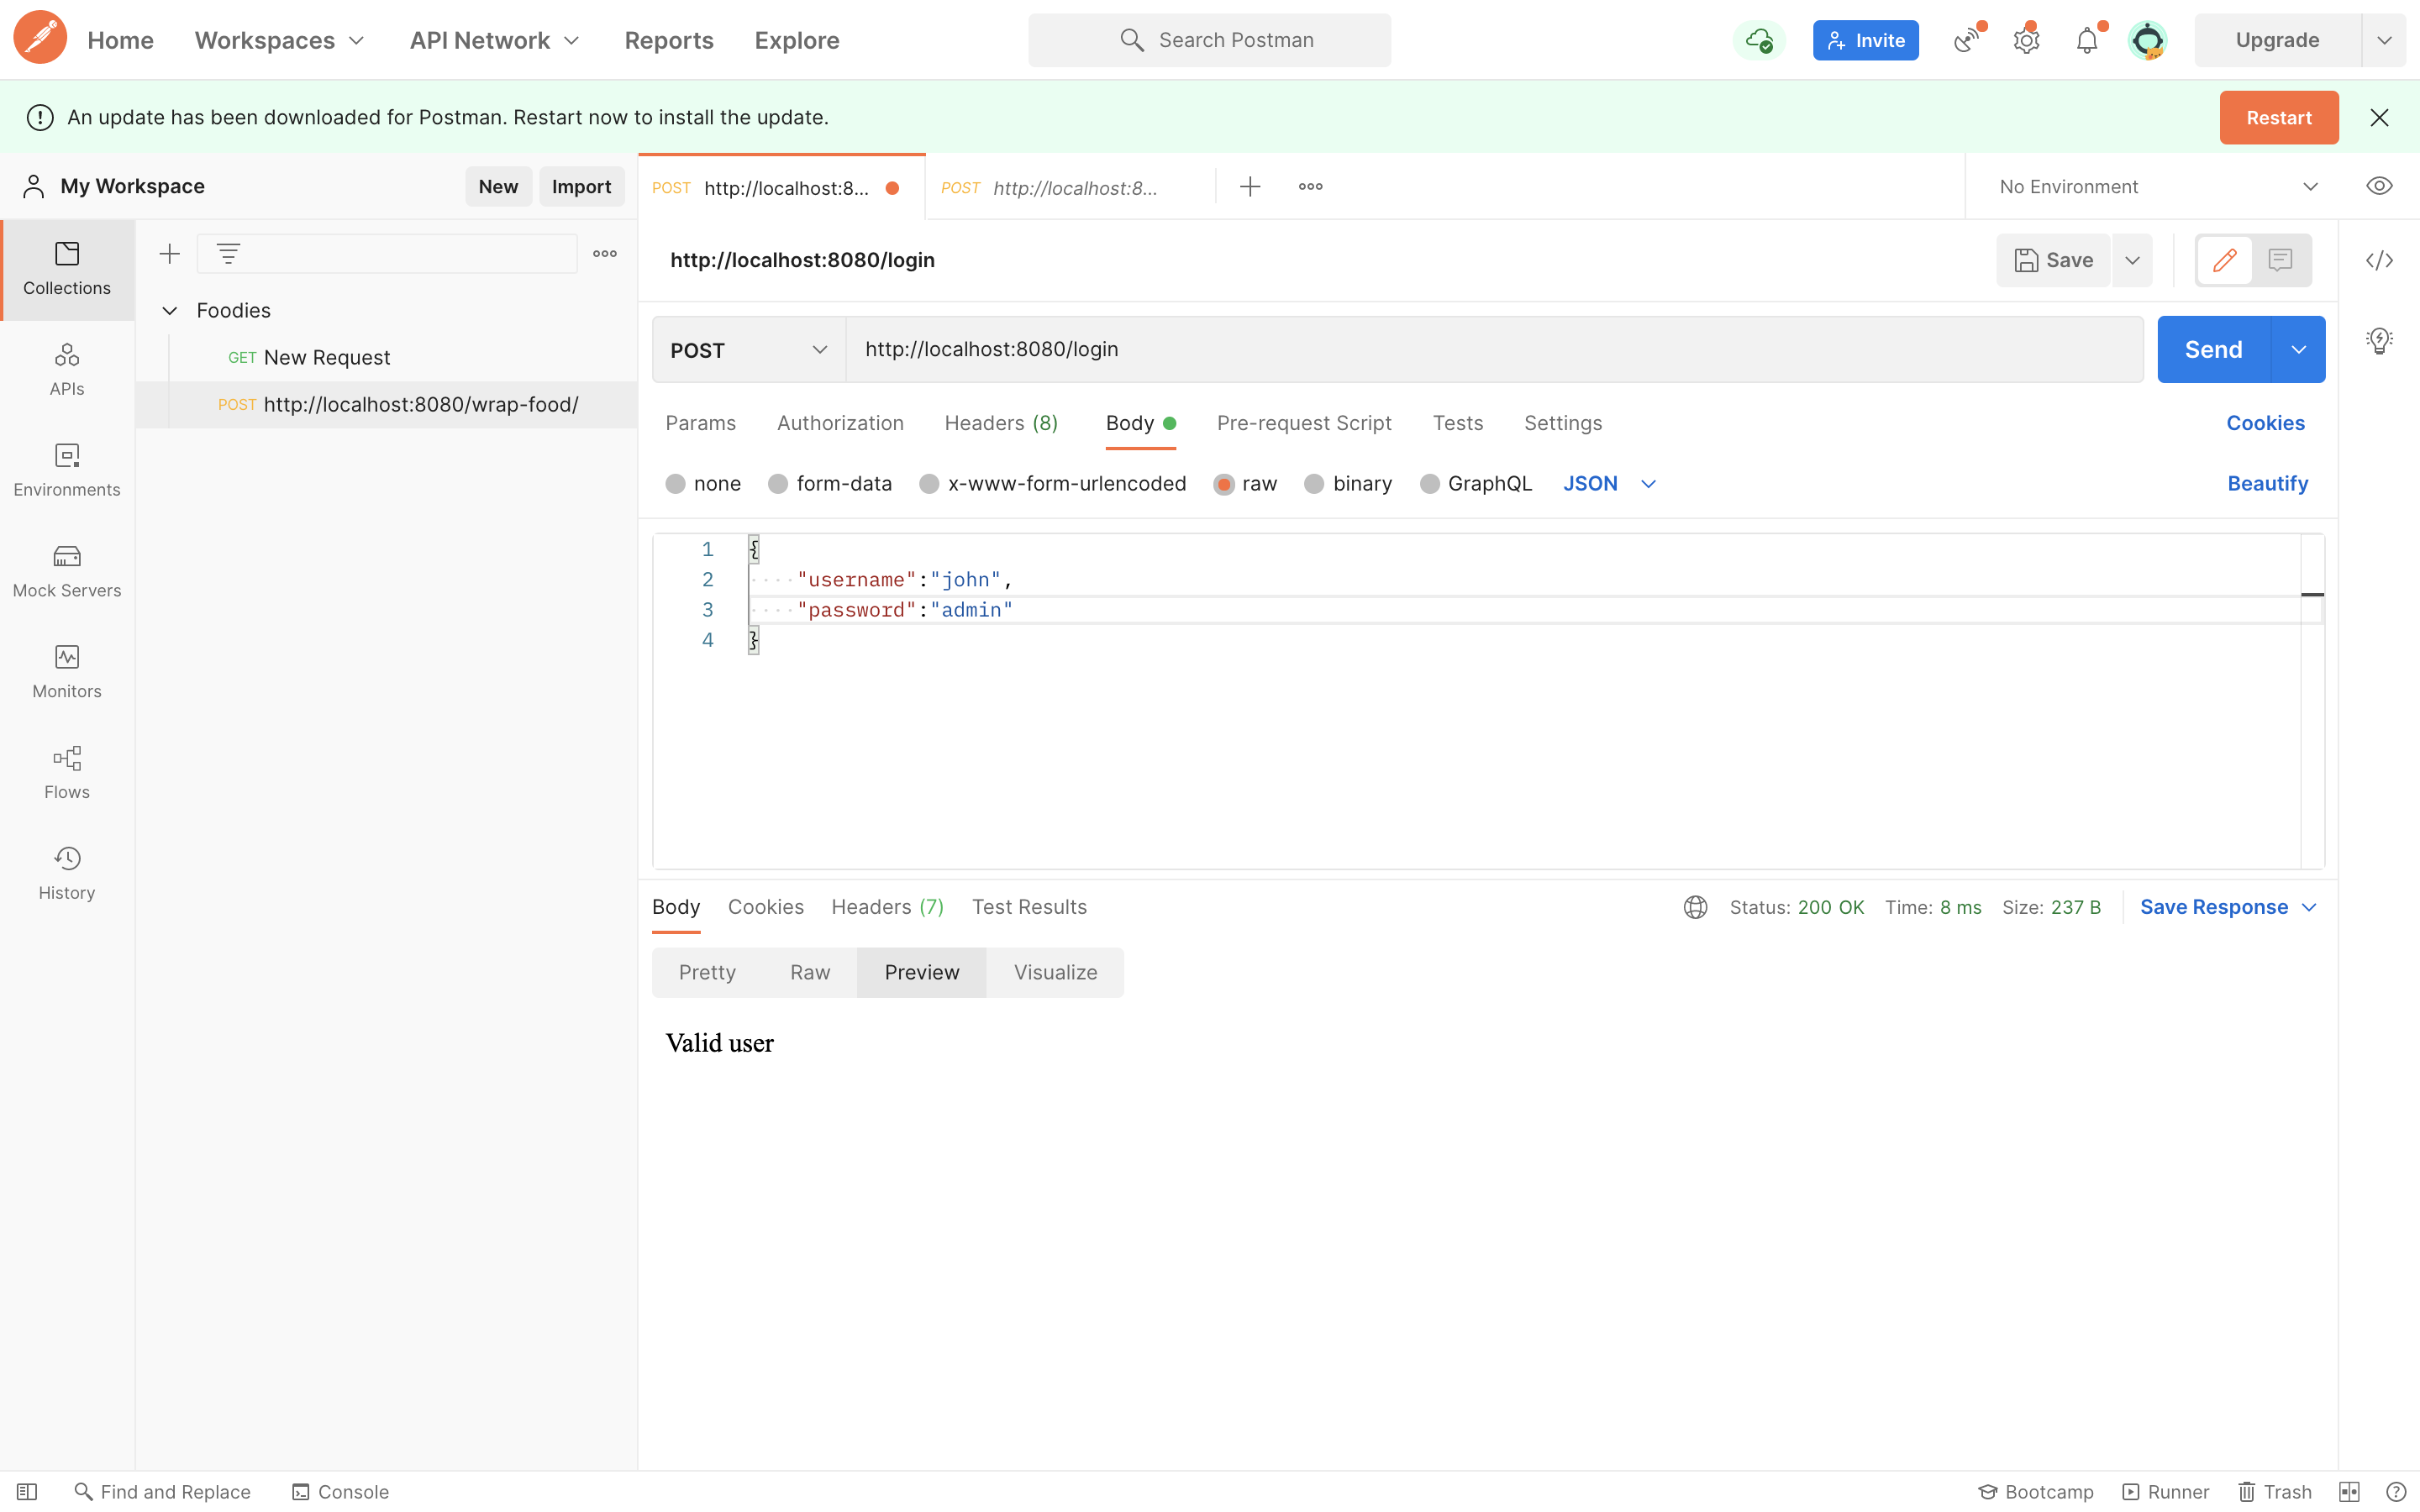 Home Workspaces API Network Reports Explore Search Postman Invite Upgrade
An update has been downloaded for Postman. Restart now to install the update. Restart
My Workspace New Import POST http://localhost:8... POST http://localhost:8... No Environment
Collections
APIs
Environments
Mock Servers
Monitors
Flows
History
Foodies
GET New Request
POST http://localhost:8080/wrap-food/
http://localhost:8080/login Save
POST http://localhost:8080/login Send
Params Authorization Headers (8) Body Pre-request Script Tests Settings Cookies
none form-data x-www-form-urlencoded raw binary GraphQL JSON Beautify
1 {
2 "username":"john",
3 "password":"admin"
4 }
Body Cookies Headers (7) Test Results Status: 200 OK Time: 8 ms Size: 237 B Save Response
Pretty Raw Preview Visualize
Valid user
Find and Replace Console Bootcamp Runner Trash